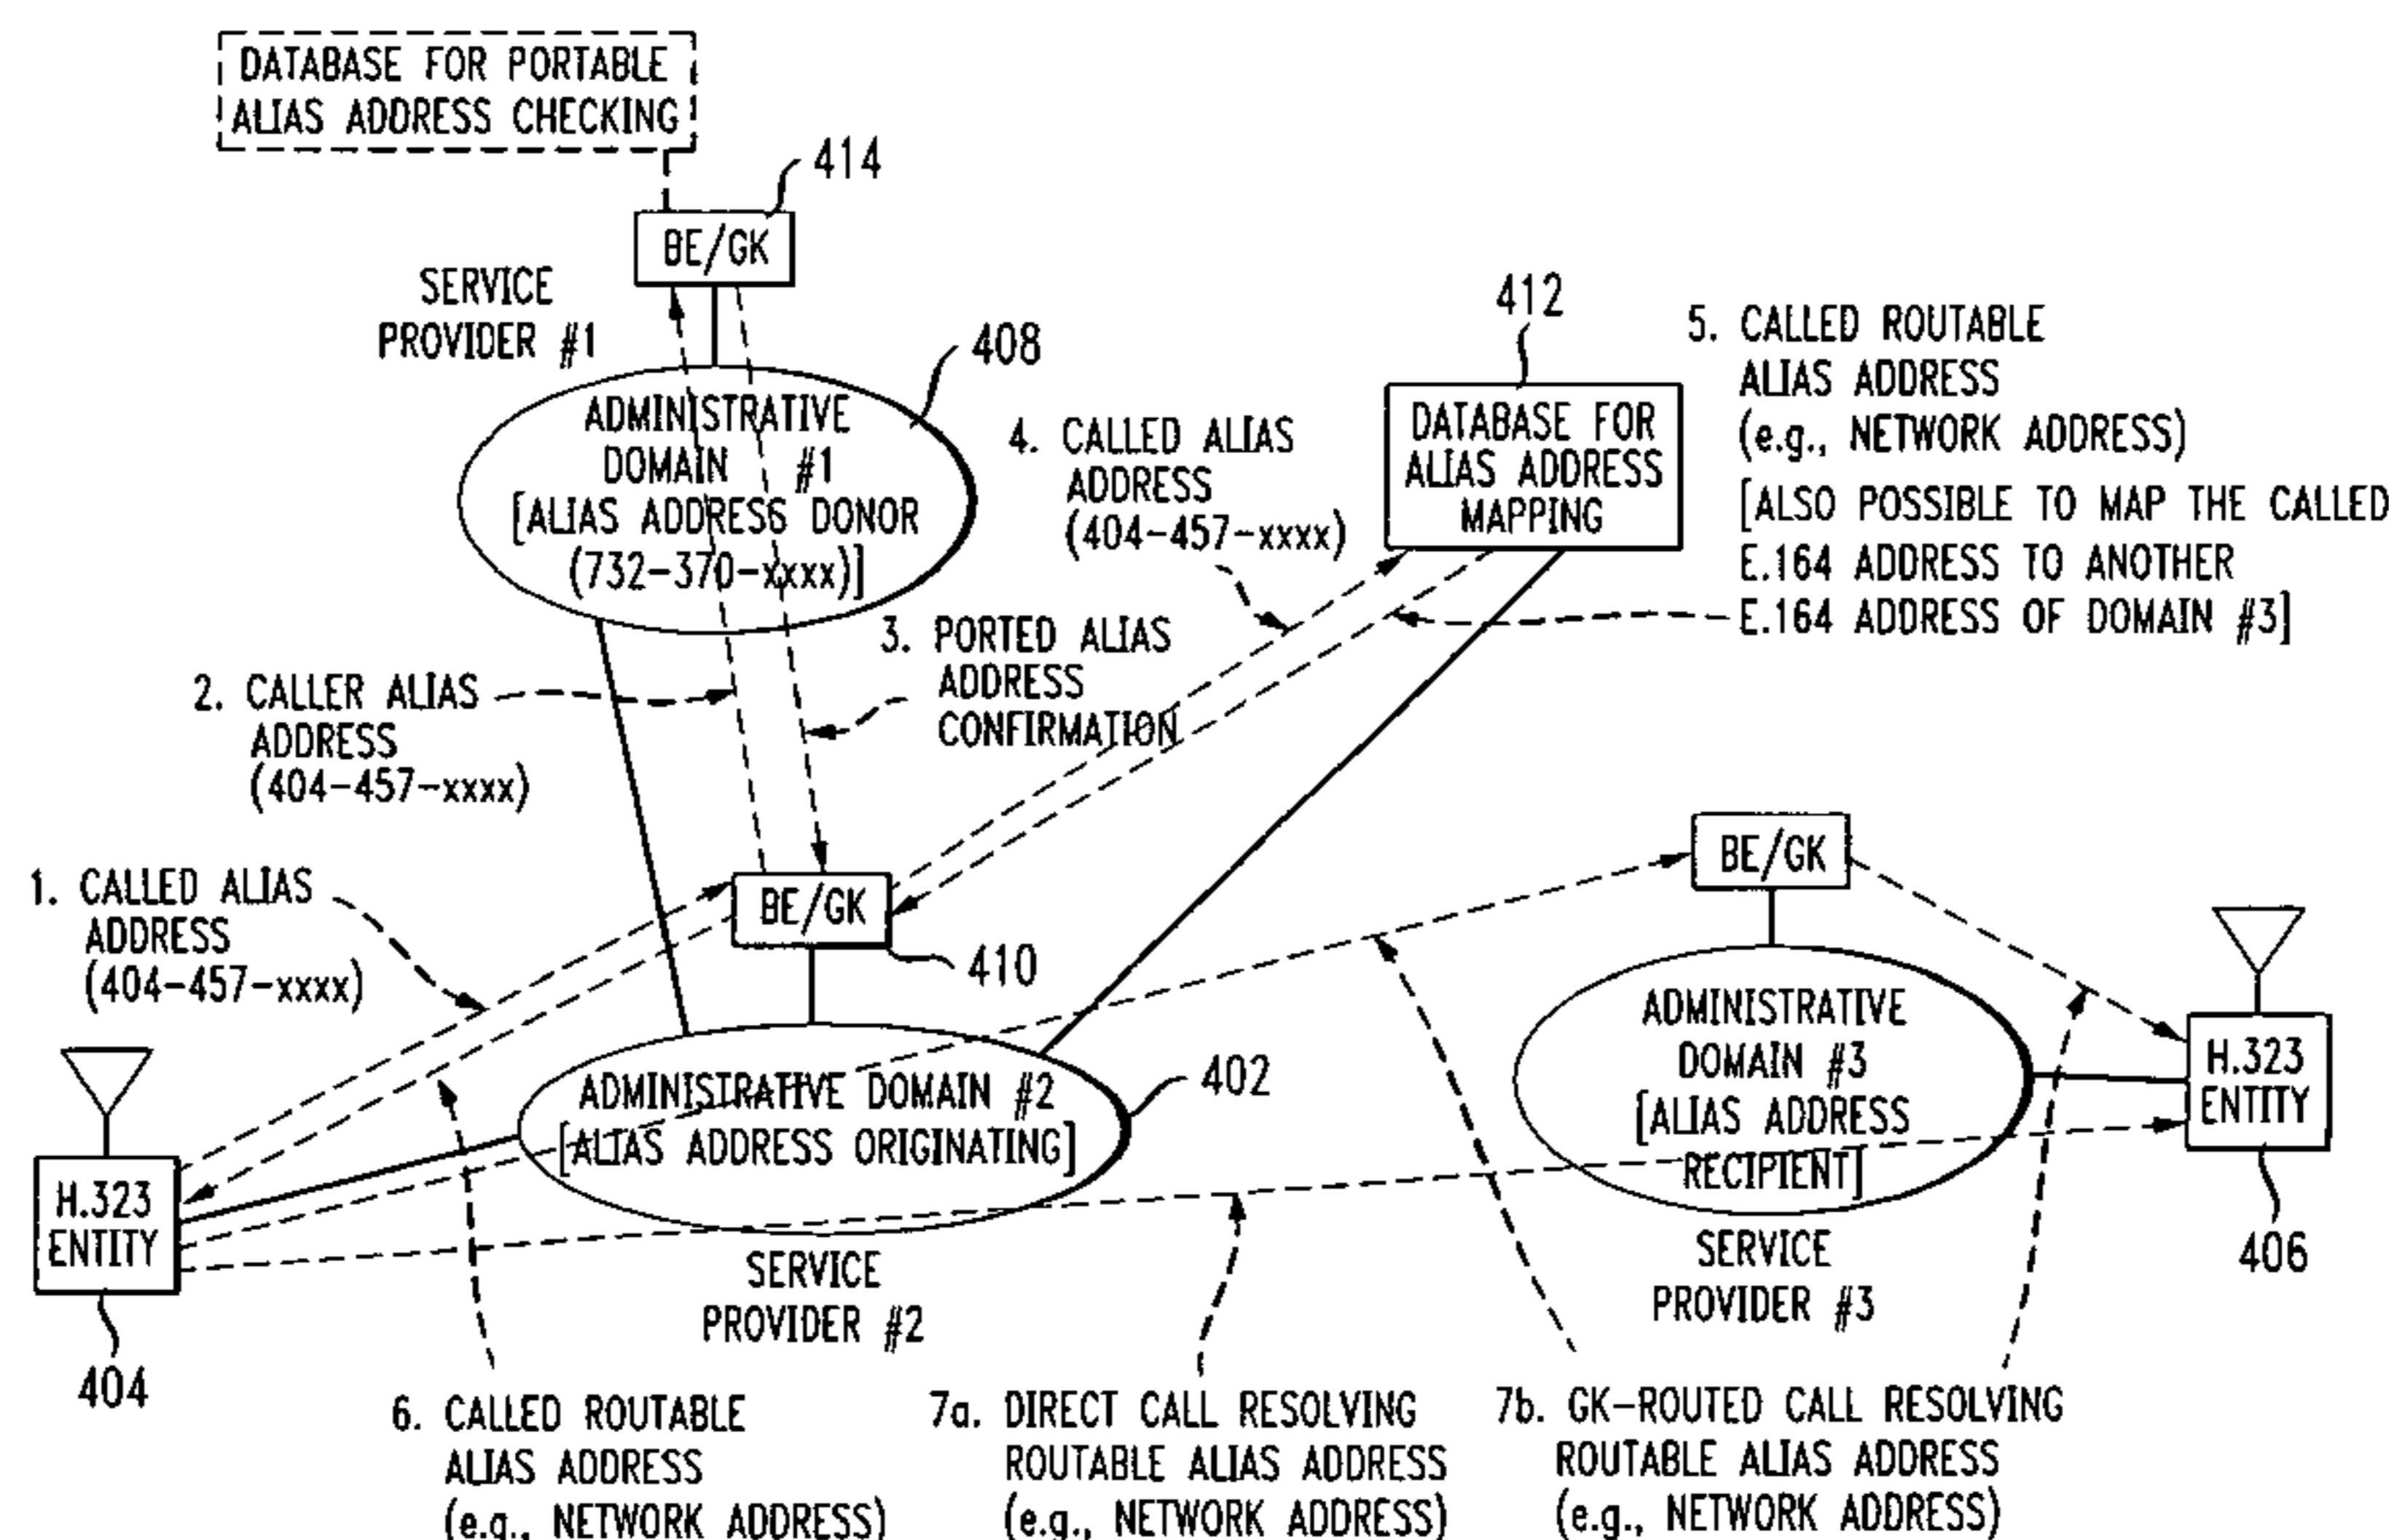 DATABASE FOR PORTABLE
ALIAS ADDRESS CHECKING
414
BE/GK
SERVICE
PROVIDER #1
408
ADMINISTRATIVE
DOMAIN #1
[ALIAS ADDRESS DONOR
(732-370-xxxx)]
412
DATABASE FOR
ALIAS ADDRESS
MAPPING
4. CALLED ALIAS
ADDRESS
(404-457-xxxx)
5. CALLED ROUTABLE
ALIAS ADDRESS
(e.g., NETWORK ADDRESS)
[ALSO POSSIBLE TO MAP THE CALLED
E.164 ADDRESS TO ANOTHER
E.164 ADDRESS OF DOMAIN #3]
3. PORTED ALIAS
ADDRESS
CONFIRMATION
2. CALLER ALIAS
ADDRESS
(404-457-xxxx)
1. CALLED ALIAS
ADDRESS
(404-457-xxxx)
BE/GK
410
BE/GK
ADMINISTRATIVE DOMAIN #2
[ALIAS ADDRESS ORIGINATING]
402
SERVICE
PROVIDER #2
ADMINISTRATIVE
DOMAIN #3
[ALIAS ADDRESS
RECIPIENT]
SERVICE
PROVIDER #3
H.323
ENTITY
404
H.323
ENTITY
406
6. CALLED ROUTABLE
ALIAS ADDRESS
(e.g., NETWORK ADDRESS)
7a. DIRECT CALL RESOLVING
ROUTABLE ALIAS ADDRESS
(e.g., NETWORK ADDRESS)
7b. GK-ROUTED CALL RESOLVING
ROUTABLE ALIAS ADDRESS
(e.g., NETWORK ADDRESS)